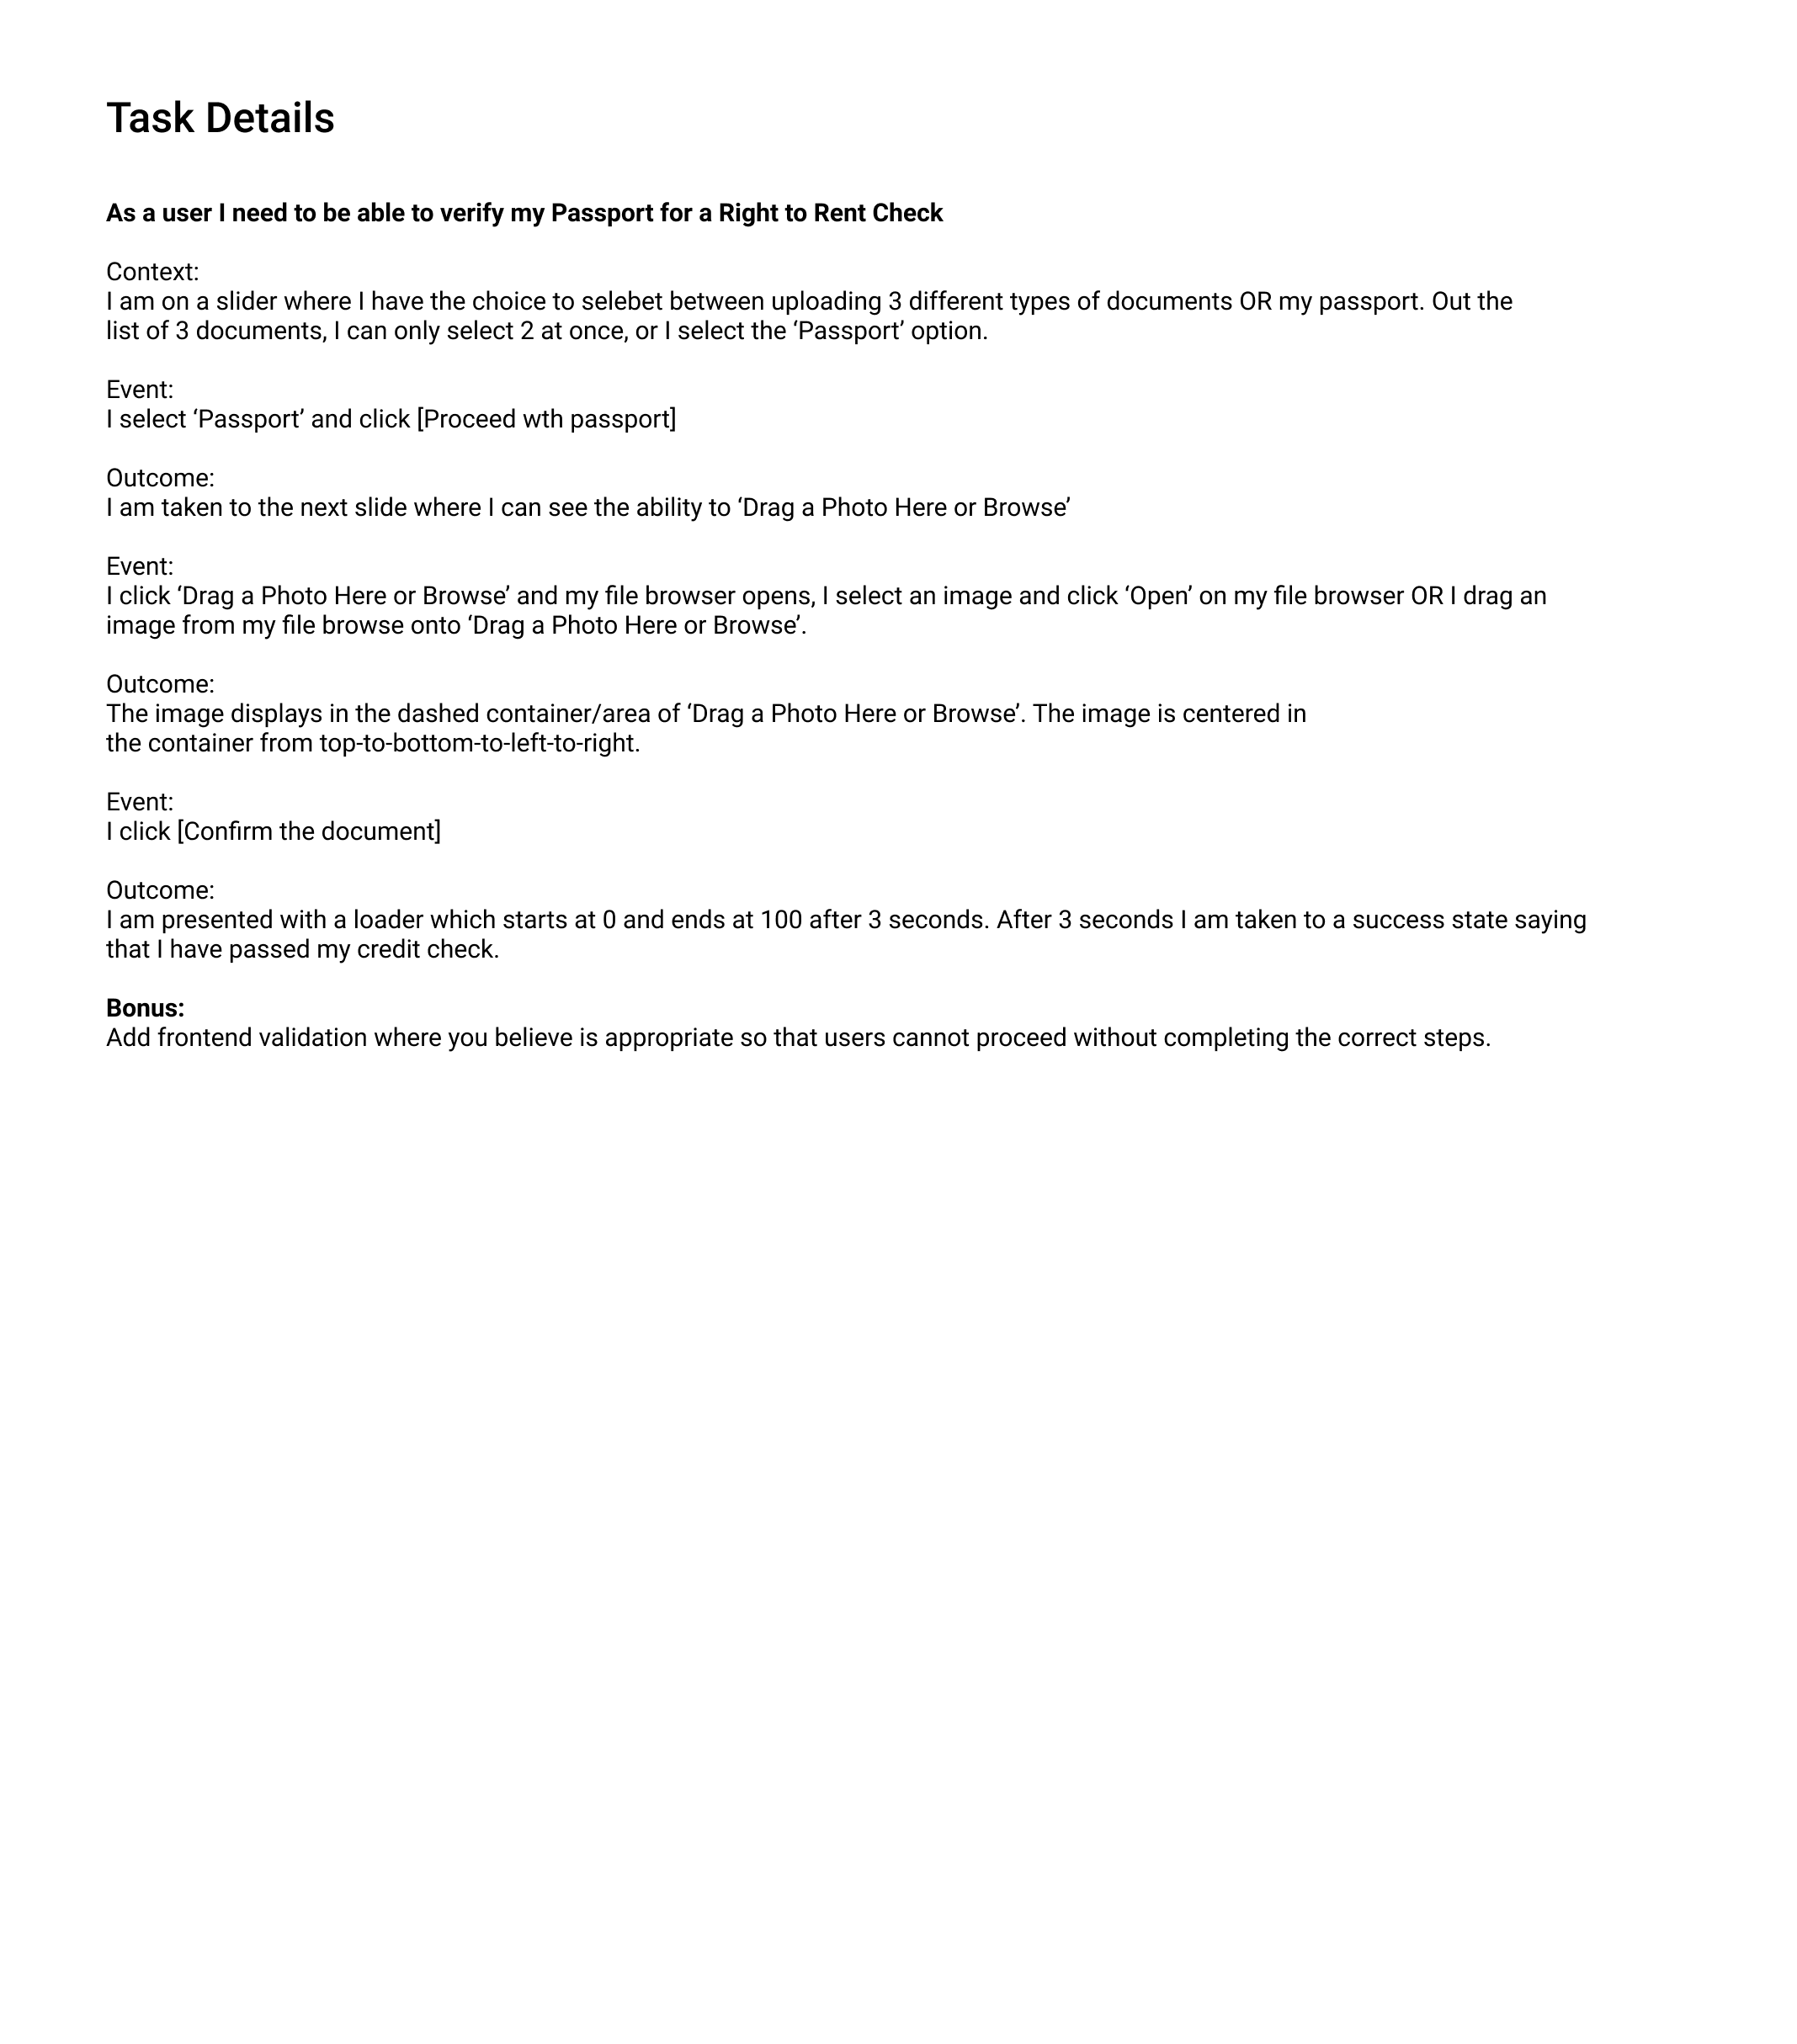 Task Details
As a user I need to be able to verify my Passport for a Right to Rent Check
Context:
I am on a slider where I have the choice to selebet between uploading 3 different types of documents OR my passport. Out the
list of 3 documents, I can only select 2 at once, or I select the ‘Passport’ option.
Event:
I select ‘Passport’ and click [Proceed wth passport]
Outcome:
I am taken to the next slide where I can see the ability to ‘Drag a Photo Here or Browse’
Event:
I click ‘Drag a Photo Here or Browse’ and my file browser opens, I select an image and click ‘Open’ on my file browser OR I drag an
image from my file browse onto ‘Drag a Photo Here or Browse’.
Outcome:
The image displays in the dashed container/area of ‘Drag a Photo Here or Browse’. The image is centered in
the container from top-to-bottom-to-left-to-right.
Event:
I click [Confirm the document]
Outcome:
I am presented with a loader which starts at 0 and ends at 100 after 3 seconds. After 3 seconds I am taken to a success state saying
that I have passed my credit check.
Bonus:
Add frontend validation where you believe is appropriate so that users cannot proceed without completing the correct steps.